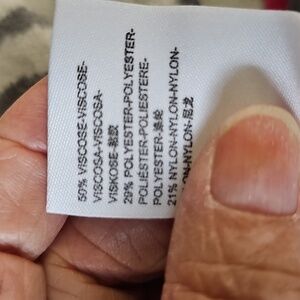 50% VISCOSE-VISCOSE-
VISCOSA-VISCOSA-
VISKOSE-粘胶
29% POLYESTER-POLYESTER-
POLIÉSTER-POLIESTERE-
POLYESTER-涤纶
21% NYLON-NYLON-NYLON-
ON-NYLON-尼龙